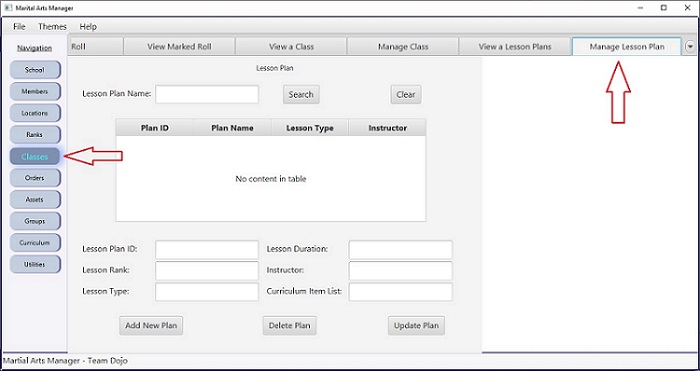 Marital Arts Manager
File Themes Help
Navigation
Roll View Marked Roll View a Class Manage Class View a Lesson Plans Manage Lesson Plan
School
Members
Locations
Ranks
Classes
Orders
Assets
Groups
Curriculum
Utilities
Lesson Plan
Lesson Plan Name: Search Clear
Plan ID Plan Name Lesson Type Instructor
No content in table
Lesson Plan ID: Lesson Duration:
Lesson Rank: Instructor:
Lesson Type: Curriculum Item List:
Add New Plan Delete Plan Update Plan
Martial Arts Manager - Team Dojo